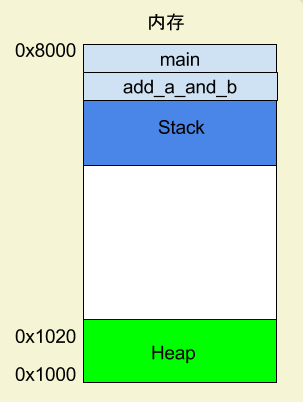 内存
0x8000
main
add_a_and_b
Stack
0x1020
Heap
0x1000